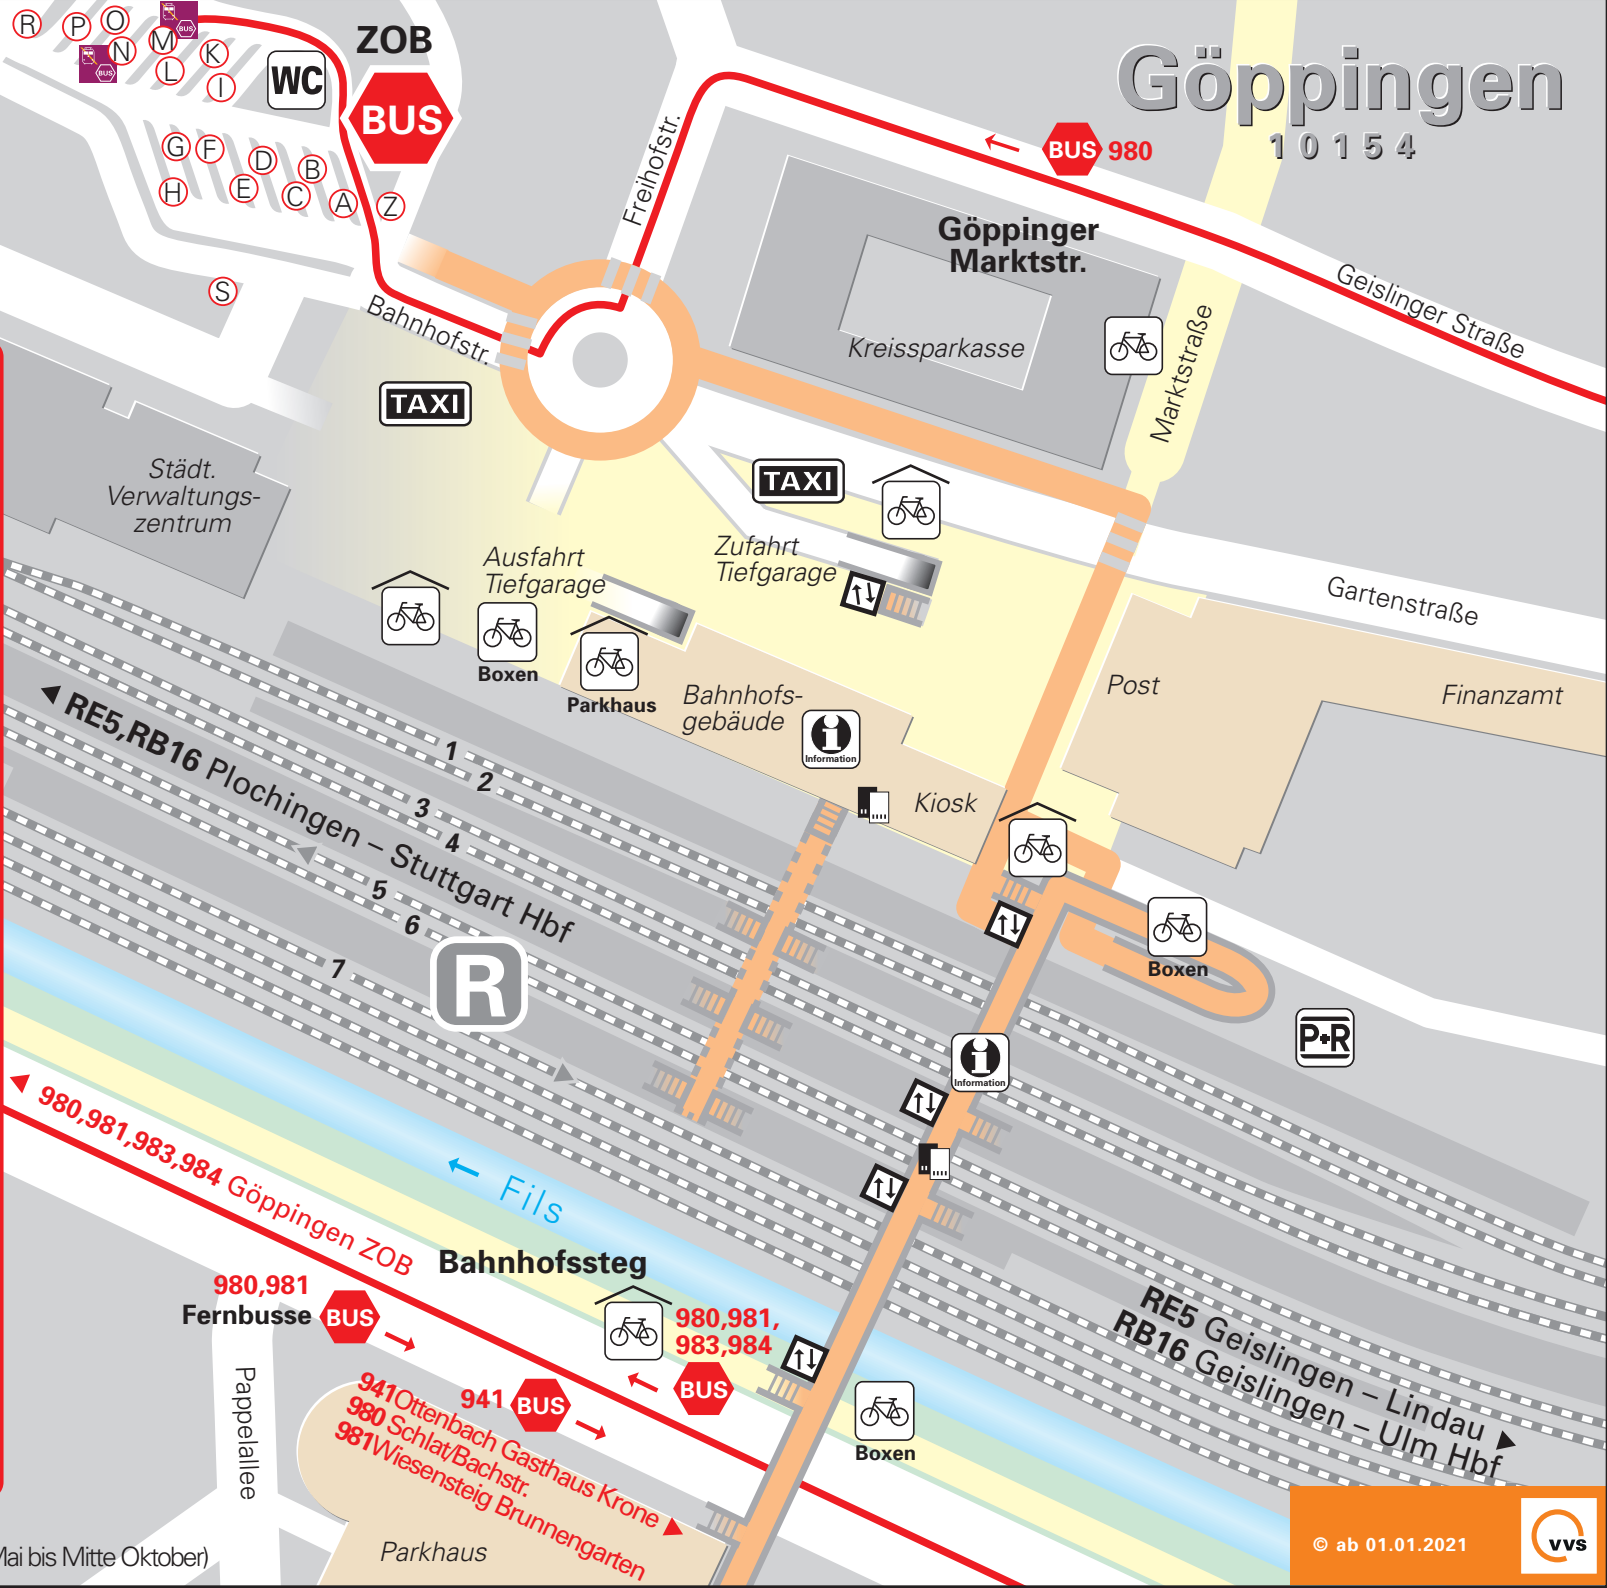 Göppingen
10154
ZOB
BUS
WC
R
P
O
N
M
L
K
I
BUS
BUS
G
F
D
B
H
E
C
A
Z
S
Freihofstr.
BUS 980
Göppinger
Marktstr.
Kreissparkasse
Geislinger Straße
Marktstraße
Bahnhofstr.
TAXI
Städt.
Verwaltungs-
zentrum
TAXI
Ausfahrt
Tiefgarage
Zufahrt
Tiefgarage
Gartenstraße
Boxen
Parkhaus
Bahnhofs-
gebäude
i
Information
Kiosk
Post
Finanzamt
RE5,RB16 Plochingen – Stuttgart Hbf
1
2
3
4
5
6
7
R
Boxen
P+R
i
Information
980,981,983,984 Göppingen ZOB
Fils
Bahnhofssteg
980,981
Fernbusse BUS
980,981,
983,984
BUS
941 BUS
941 Ottenbach Gasthaus Krone
980 Schlat/Bachstr.
981 Wiesensteig Brunnengarten
Boxen
RE5 Geislingen – Lindau
RB16 Geislingen – Ulm Hbf
Pappelallee
Parkhaus
Mai bis Mitte Oktober)
© ab 01.01.2021
vvs